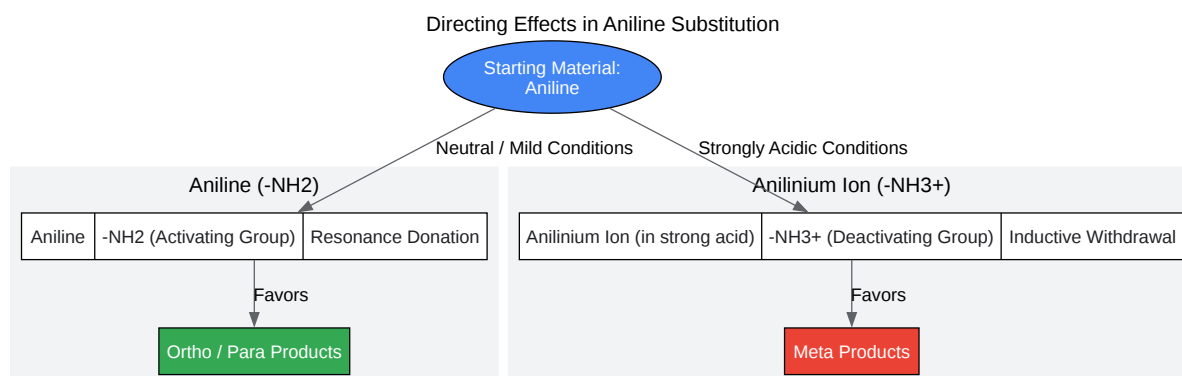 Directing Effects in Aniline Substitution
Starting Material:
Aniline
Neutral / Mild Conditions
Strongly Acidic Conditions
Aniline (-NH2)
Anilinium Ion (-NH3+)
Aniline
-NH2 (Activating Group)
Resonance Donation
Anilinium Ion (in strong acid)
-NH3+ (Deactivating Group)
Inductive Withdrawal
Favors
Favors
Ortho / Para Products
Meta Products